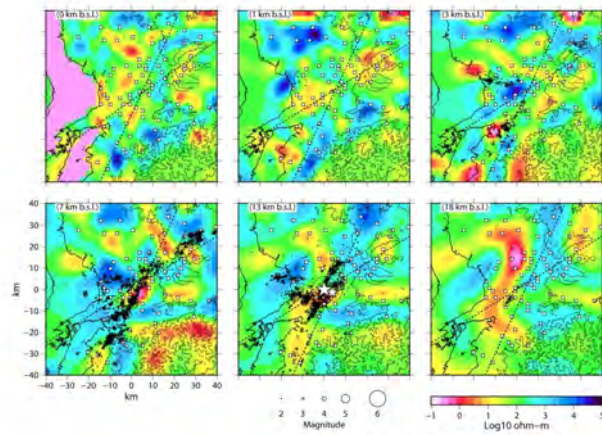 (0 km b.s.l.) (1 km b.s.l.) (3 km b.s.l.)
(7 km b.s.l.) (13 km b.s.l.) (18 km b.s.l.)
40
30
20
10
0
−10
−20
−30
−40
km
−40 −30 −20 −10 0 10 20 30 40
km
2 3 4 5 6
Magnitude
−1 0 1 2 3 4 5
Log10 ohm−m